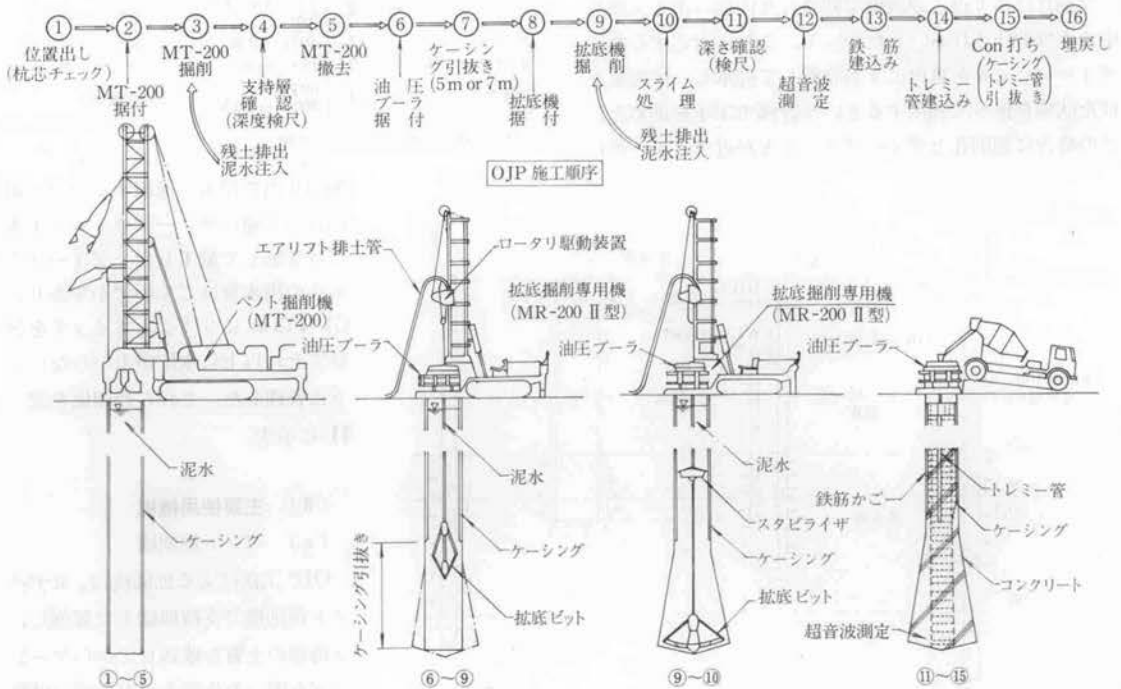 ① ② ③ ④ ⑤ ⑥ ⑦ ⑧ ⑨ ⑩ ⑪ ⑫ ⑬ ⑭ ⑮ ⑯
位置出し
(杭芯チェック)
MT-200
据付
MT-200
掘削
支持層
確認
(深度検尺)
MT-200
撤去
油圧
プーラ
据付
ケーシン
グ引抜き
(5m or 7m)
拡底機
据付
拡底機
掘削
スライム
処理
深さ確認
(検尺)
超音波
測定
鉄筋
建込み
トレミー
管建込み
Con打ち
(ケーシング
トレミー管
引抜き)
埋戻し
残土排出
泥水注入
残土排出
泥水注入
OJP 施工順序
ベント掘削機
(MT-200)
泥水
ケーシング
①~⑤
エアリフト排土管
ロータリ駆動装置
拡底掘削専用機
(MR-200 Ⅱ型)
油圧プーラ
泥水
ケーシング
ケーシング引抜き
拡底ビット
⑥~⑨
拡底掘削専用機
(MR-200 Ⅱ型)
油圧プーラ
泥水
スタビライザ
ケーシング
拡底ビット
⑨~⑩
油圧プーラ
鉄筋かご
トレミー管
ケーシング
コンクリート
超音波測定
⑪~⑮